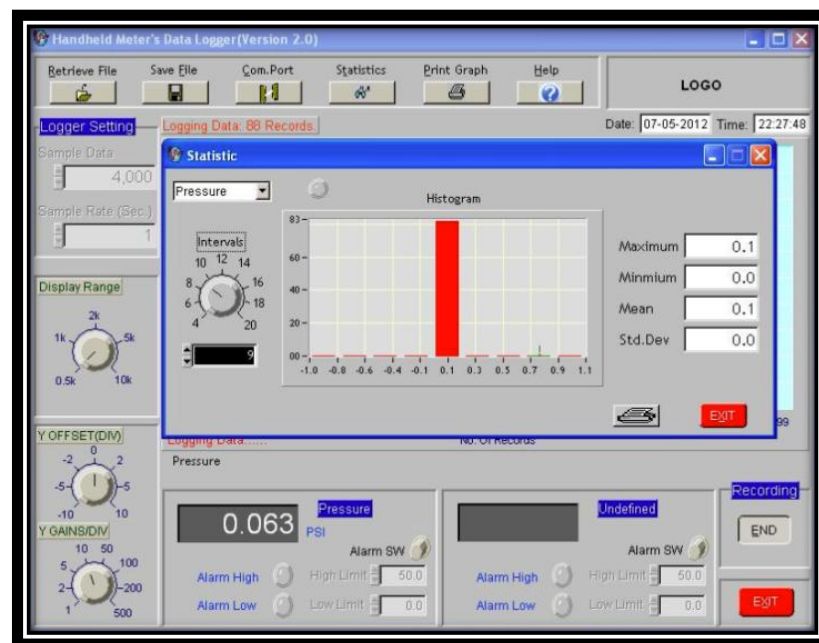 Handheld Meter's Data Logger(Version 2.0)
Retrieve File Save File Com.Port Statistics Print Graph Help
LOGO
Logger Setting Logging Data: 88 Records. Date: 07-05-2012 Time: 22:27:48
Sample Data
4,000
Sample Rate (Sec.)
1
Statistic
Pressure
Histogram
Intervals
4 6 8 10 12 14 16 18 20
9
83
60
40
20
00
-1.0 -0.8 -0.6 -0.4 -0.1 0.1 0.3 0.5 0.7 0.9 1.1
Maximum 0.1
Minmium 0.0
Mean 0.1
Std.Dev 0.0
EXIT
Display Range
0.5k 1k 2k 5k 10k
99
Logging Data...... No. Of Records
Y OFFSET(DIV)
-10 -5 -2 0 2 5 10
Y GAINS/DIV
1 2 5 10 50 100 200 500
Pressure
0.063 PSI
Pressure
Alarm SW
Alarm High High Limit 50.0
Alarm Low Low Limit 0.0
Undefined
Alarm SW
Alarm High High Limit 50.0
Alarm Low Low Limit 0.0
Recording
END
EXIT